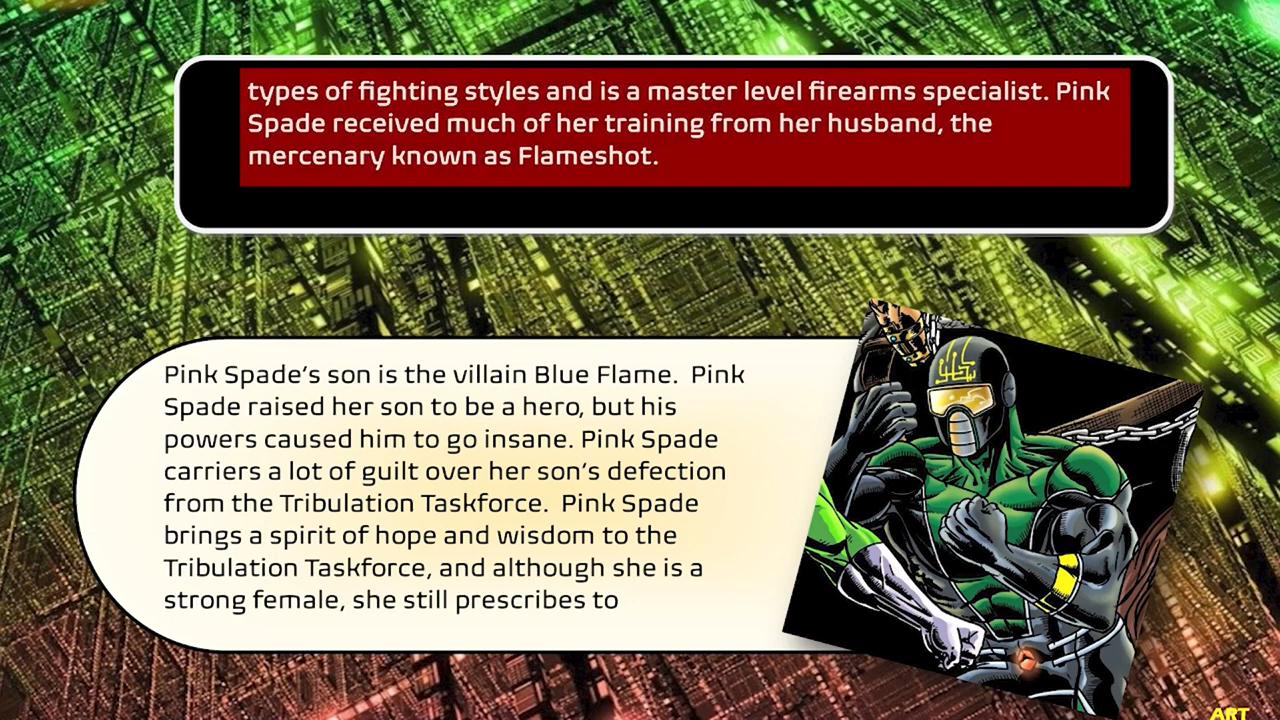 types of fighting styles and is a master level firearms specialist. Pink
Spade received much of her training from her husband, the
mercenary known as Flameshot.
Pink Spade's son is the villain Blue Flame.  Pink
Spade raised her son to be a hero, but his
powers caused him to go insane. Pink Spade
carriers a lot of guilt over her son's defection
from the Tribulation Taskforce.  Pink Spade
brings a spirit of hope and wisdom to the
Tribulation Taskforce, and although she is a
strong female, she still prescribes to
ART